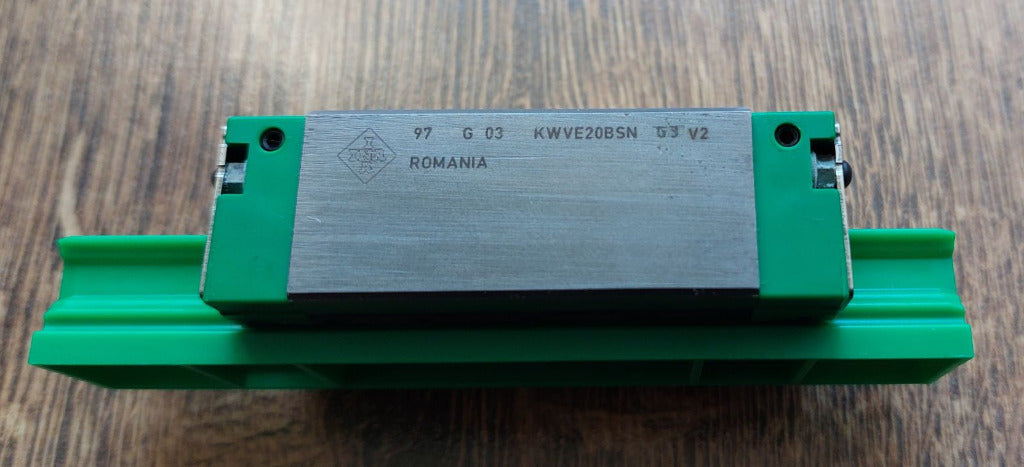 97 G 03 KWVE20BSN G3 V2
ROMANIA